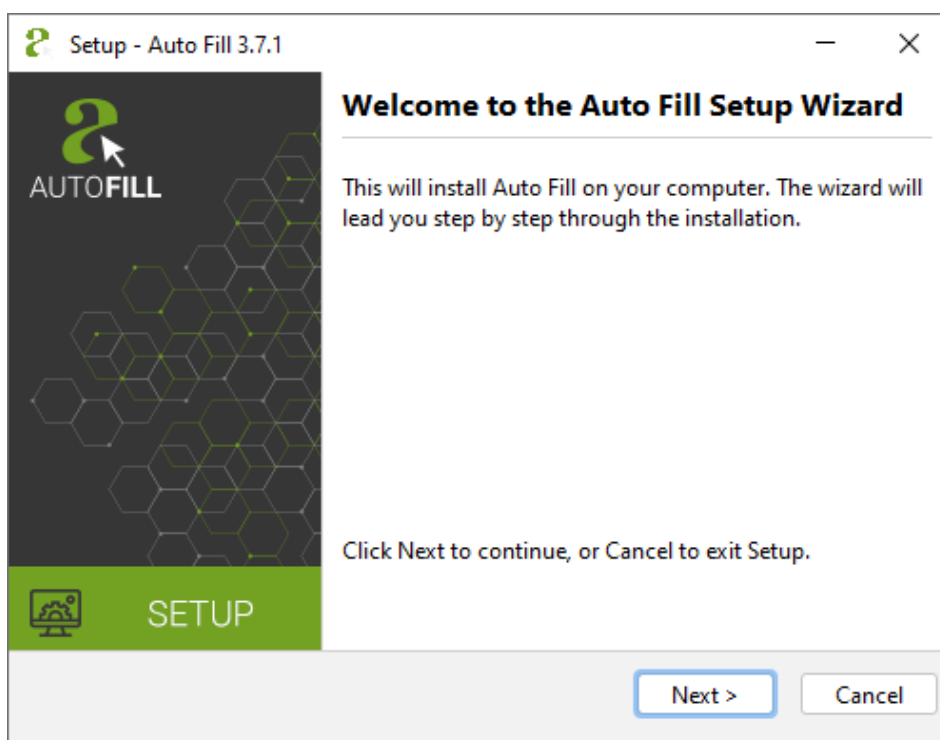 Setup - Auto Fill 3.7.1
AUTOFILL
Welcome to the Auto Fill Setup Wizard
This will install Auto Fill on your computer. The wizard will
lead you step by step through the installation.
Click Next to continue, or Cancel to exit Setup.
SETUP
Next >
Cancel